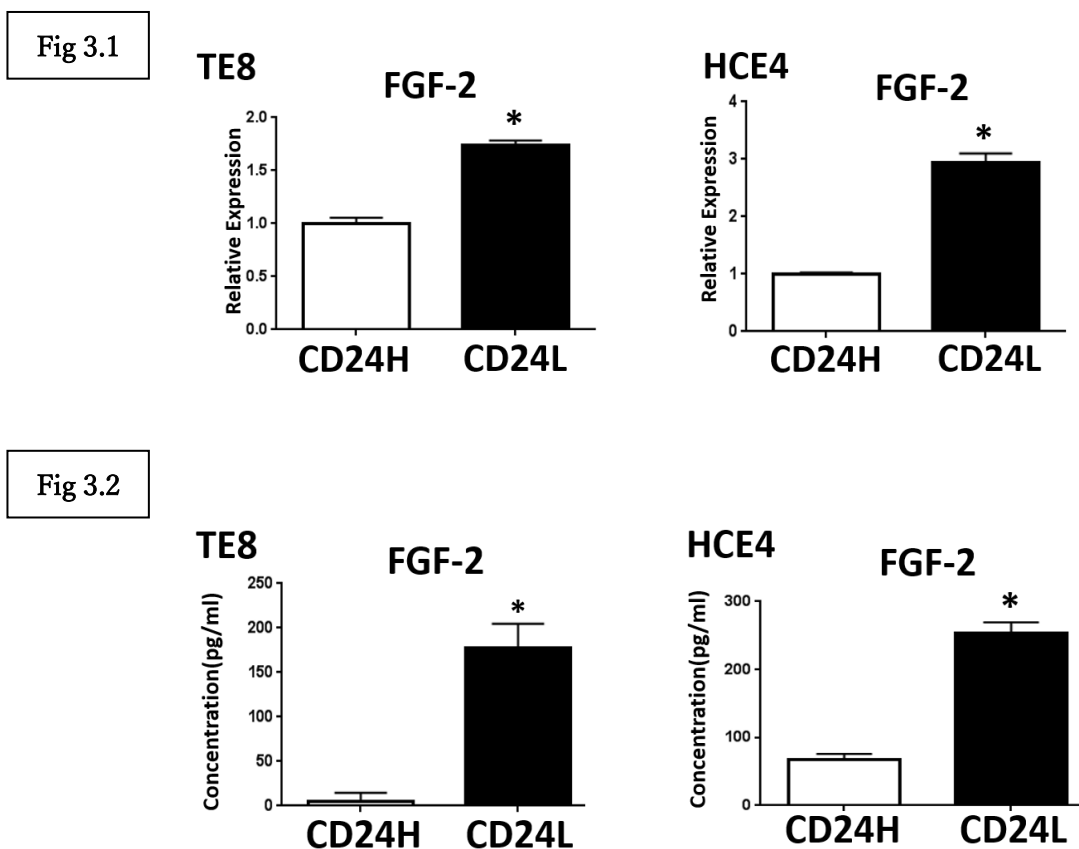 Fig 3.1
TE8
FGF-2
Relative Expression
2.0
1.5
1.0
0.5
0.0
*
CD24H
CD24L
HCE4
FGF-2
Relative Expression
4
3
2
1
0
*
CD24H
CD24L
Fig 3.2
TE8
FGF-2
Concentration(pg/ml)
250
200
150
100
50
0
*
CD24H
CD24L
HCE4
FGF-2
Concentration(pg/ml)
300
200
100
0
*
CD24H
CD24L